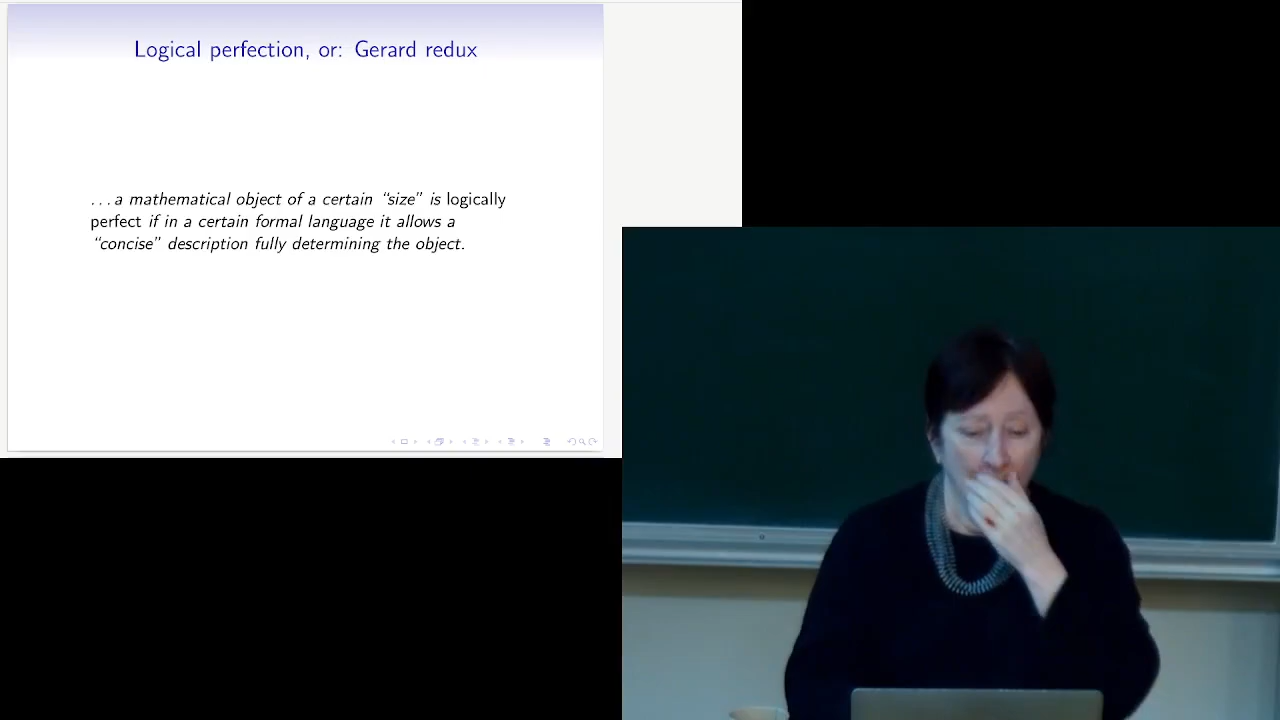 Logical perfection, or: Gerard redux
...a mathematical object of a certain “size” is logically
perfect if in a certain formal language it allows a
“concise” description fully determining the object.